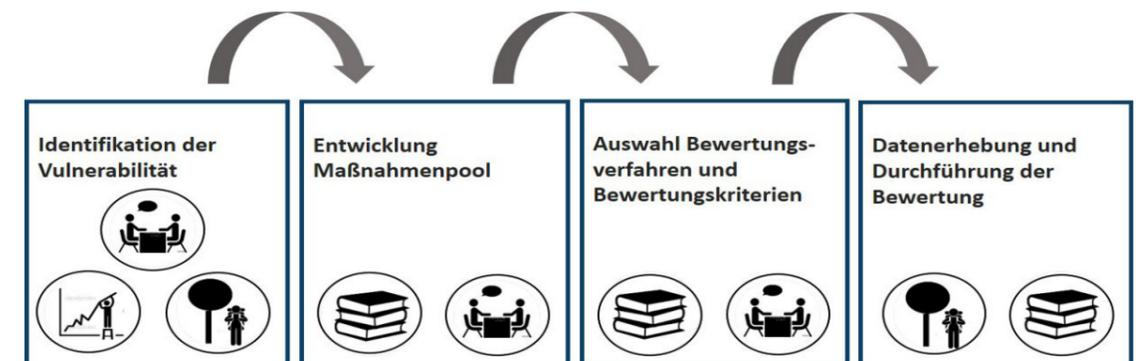 Identifikation der
Vulnerabilität
Entwicklung
Maßnahmenpool
Auswahl Bewertungs-
verfahren und
Bewertungskriterien
Datenerhebung und
Durchführung der
Bewertung